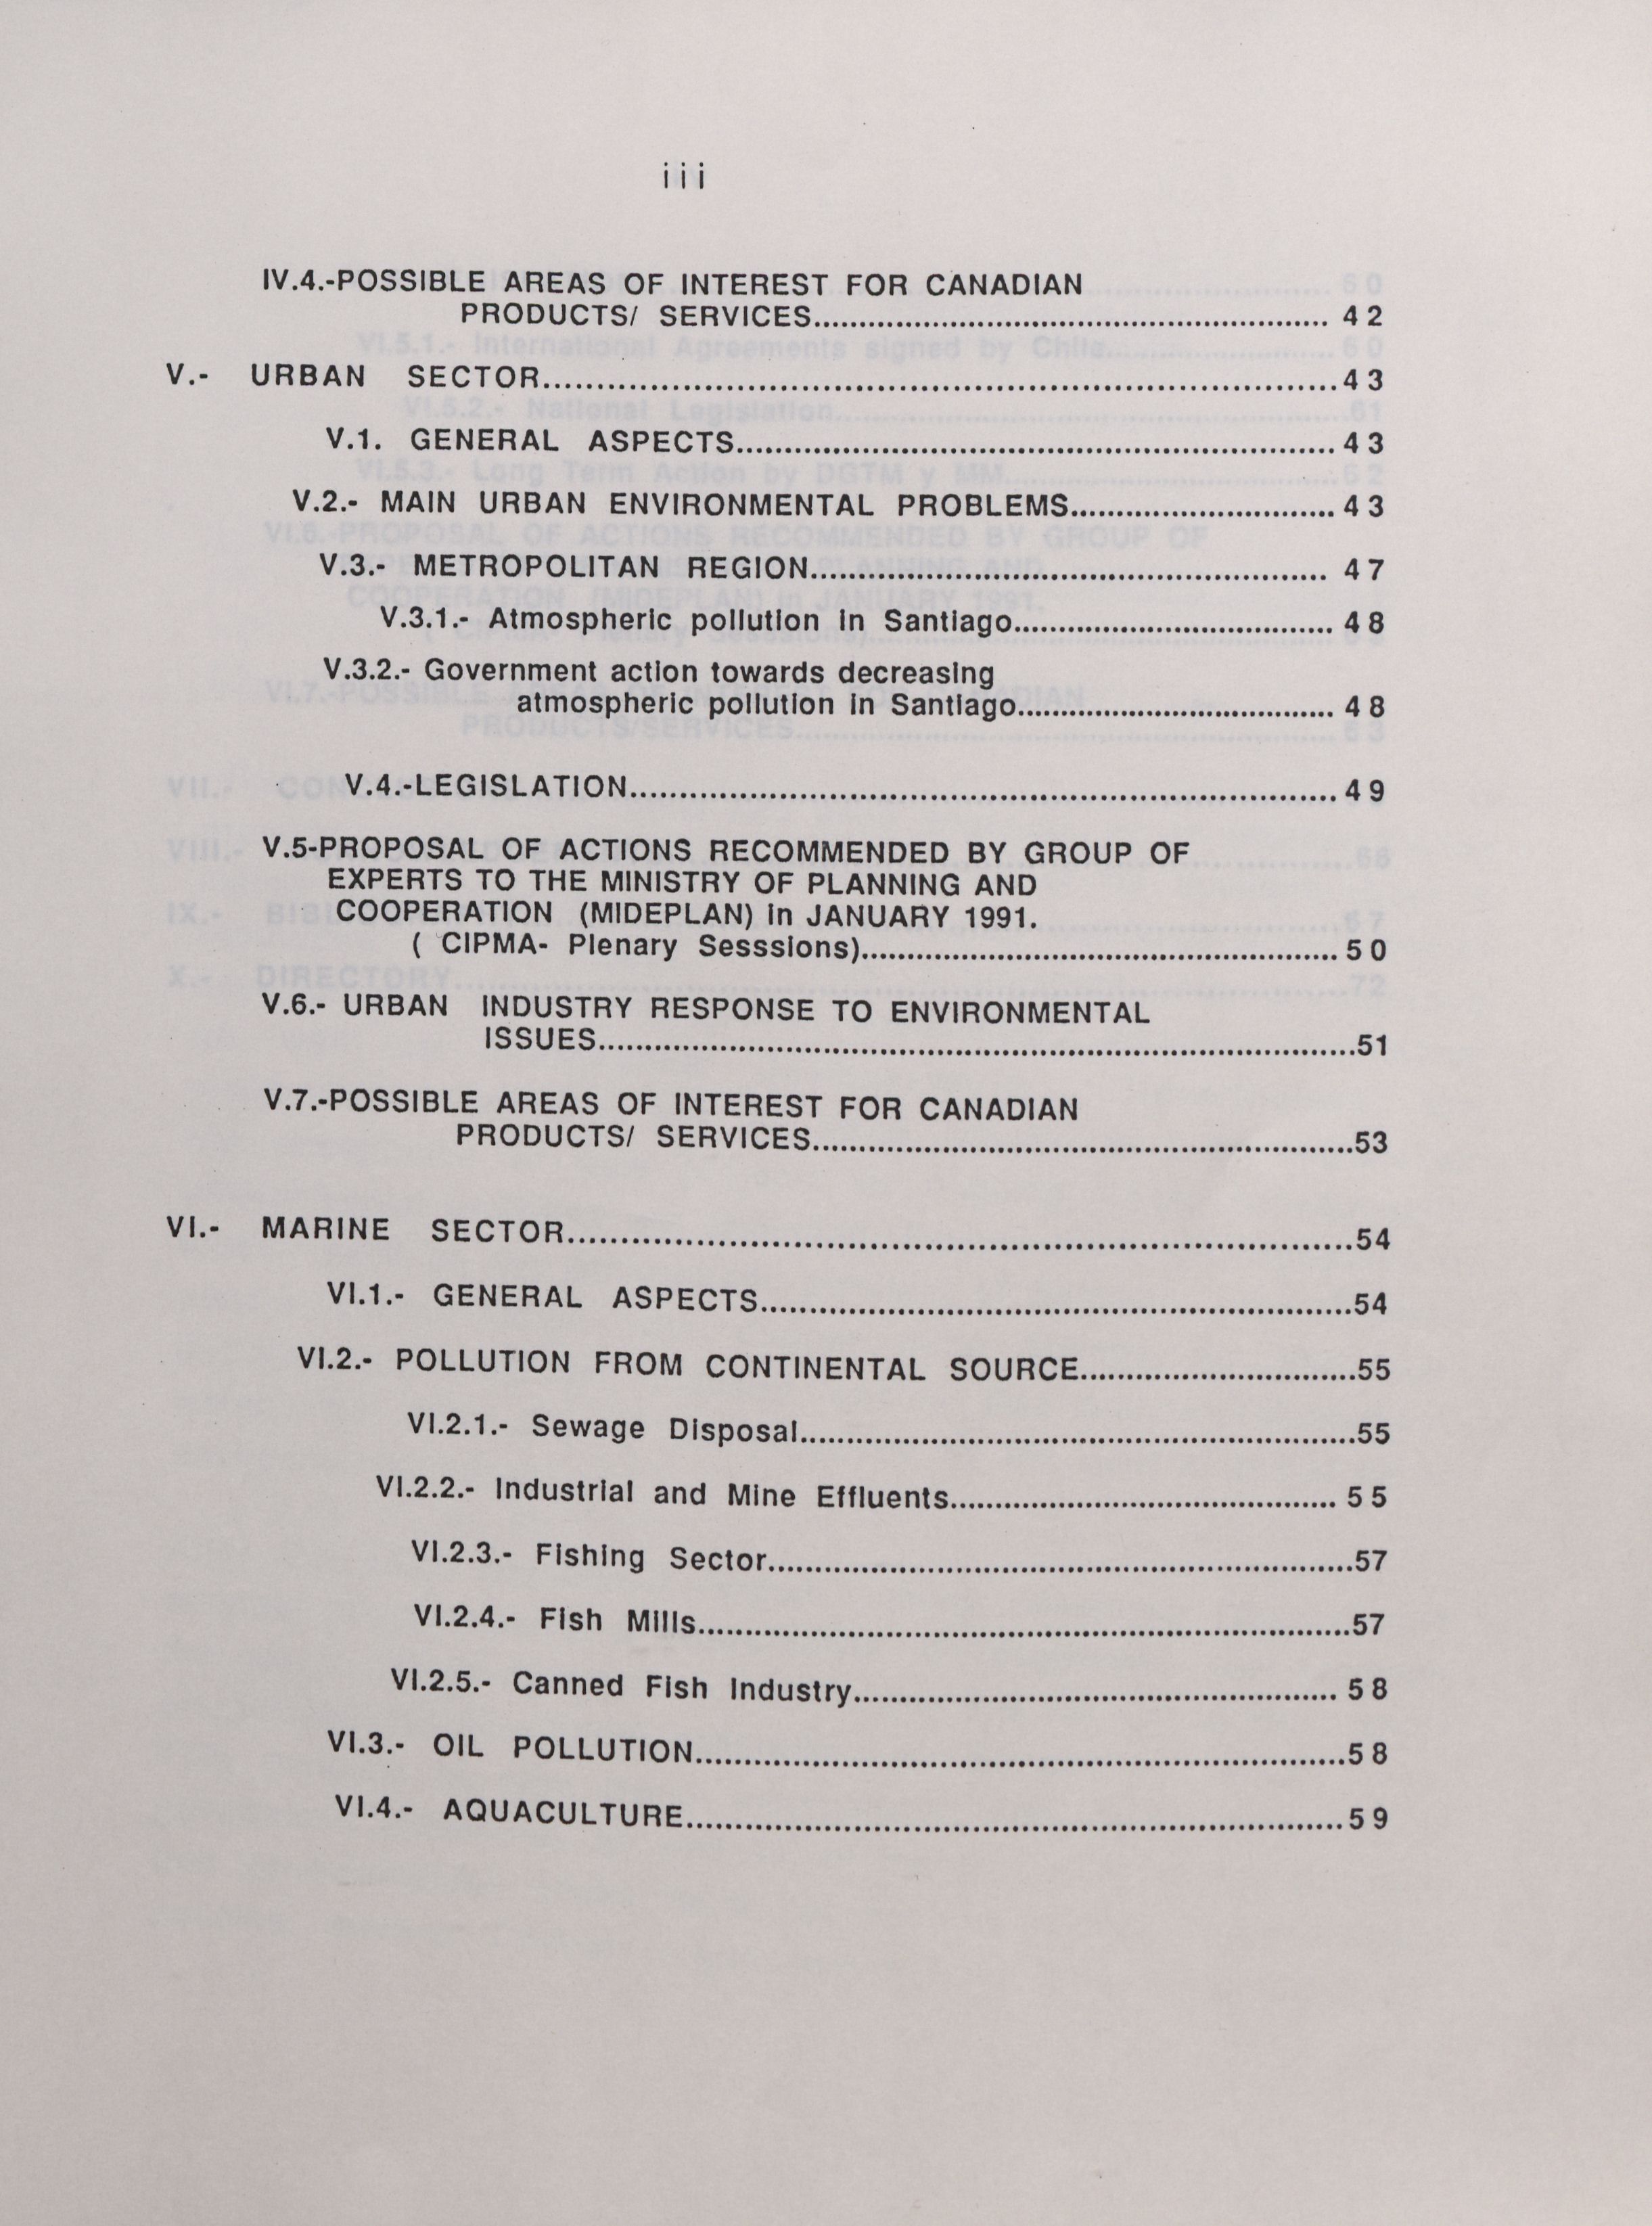 iii
IV.4.-POSSIBLE AREAS OF INTEREST FOR CANADIAN
PRODUCTS/ SERVICES........................................................ 42
V.- URBAN SECTOR.................................................................................43
V.1. GENERAL ASPECTS................................................................43
V.2.- MAIN URBAN ENVIRONMENTAL PROBLEMS............................43
V.3.- METROPOLITAN REGION....................................................... 47
V.3.1.- Atmospheric pollution in Santiago.................................. 48
V.3.2.- Government action towards decreasing
atmospheric pollution in Santiago.................................. 48
V.4.-LEGISLATION........................................................................49
V.5-PROPOSAL OF ACTIONS RECOMMENDED BY GROUP OF
EXPERTS TO THE MINISTRY OF PLANNING AND
COOPERATION (MIDEPLAN) in JANUARY 1991.
( CIPMA- Plenary Sesssions)................................................... 50
V.6.- URBAN INDUSTRY RESPONSE TO ENVIRONMENTAL
ISSUES..................................................................................51
V.7.-POSSIBLE AREAS OF INTEREST FOR CANADIAN
PRODUCTS/ SERVICES..........................................................53
VI.- MARINE SECTOR................................................................................54
VI.1.- GENERAL ASPECTS...............................................................54
VI.2.- POLLUTION FROM CONTINENTAL SOURCE.............................55
VI.2.1.- Sewage Disposal............................................................55
VI.2.2.- Industrial and Mine Effluents......................................... 55
VI.2.3.- Fishing Sector...............................................................57
VI.2.4.- Fish Mills......................................................................57
VI.2.5.- Canned Fish Industry.................................................... 58
VI.3.- OIL POLLUTION......................................................................58
VI.4.- AQUACULTURE.......................................................................59